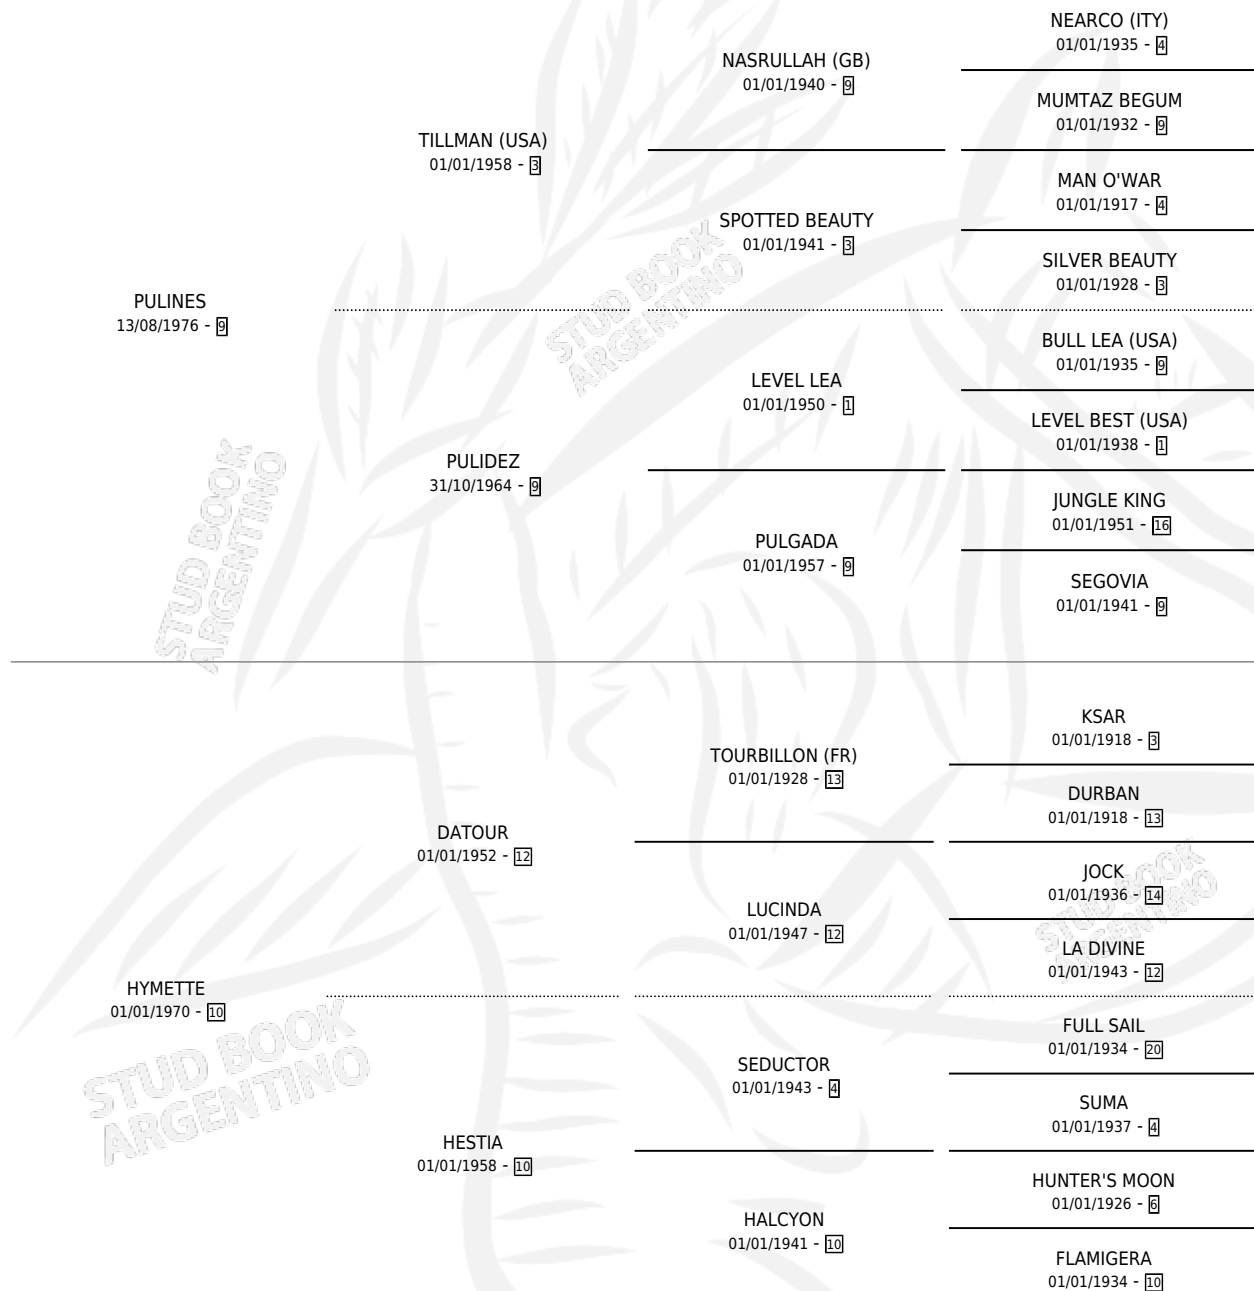 NEARCO (ITY)
01/01/1935 - 4
NASRULLAH (GB)
01/01/1940 - 9
MUMTAZ BEGUM
01/01/1932 - 9
TILLMAN (USA)
01/01/1958 - 3
MAN O'WAR
01/01/1917 - 4
SPOTTED BEAUTY
01/01/1941 - 3
SILVER BEAUTY
01/01/1928 - 3
STUD BOOK
ARGENTINO
PULINES
13/08/1976 - 9
BULL LEA (USA)
01/01/1935 - 9
LEVEL LEA
01/01/1950 - 1
LEVEL BEST (USA)
01/01/1938 - 1
PULIDEZ
31/10/1964 - 9
JUNGLE KING
01/01/1951 - 16
PULGADA
01/01/1957 - 9
SEGOVIA
01/01/1941 - 9
STUD BOOK
ARGENTINO
KSAR
01/01/1918 - 3
TOURBILLON (FR)
01/01/1928 - 13
DURBAN
01/01/1918 - 13
DATOUR
01/01/1952 - 12
JOCK
01/01/1936 - 14
LUCINDA
01/01/1947 - 12
LA DIVINE
01/01/1943 - 12
STUD BOOK
ARGENTINO
HYMETTE
01/01/1970 - 10
FULL SAIL
01/01/1934 - 20
SEDUCTOR
01/01/1943 - 4
SUMA
01/01/1937 - 4
STUD BOOK
ARGENTINO
HESTIA
01/01/1958 - 10
HUNTER'S MOON
01/01/1926 - 6
HALCYON
01/01/1941 - 10
FLAMIGERA
01/01/1934 - 10